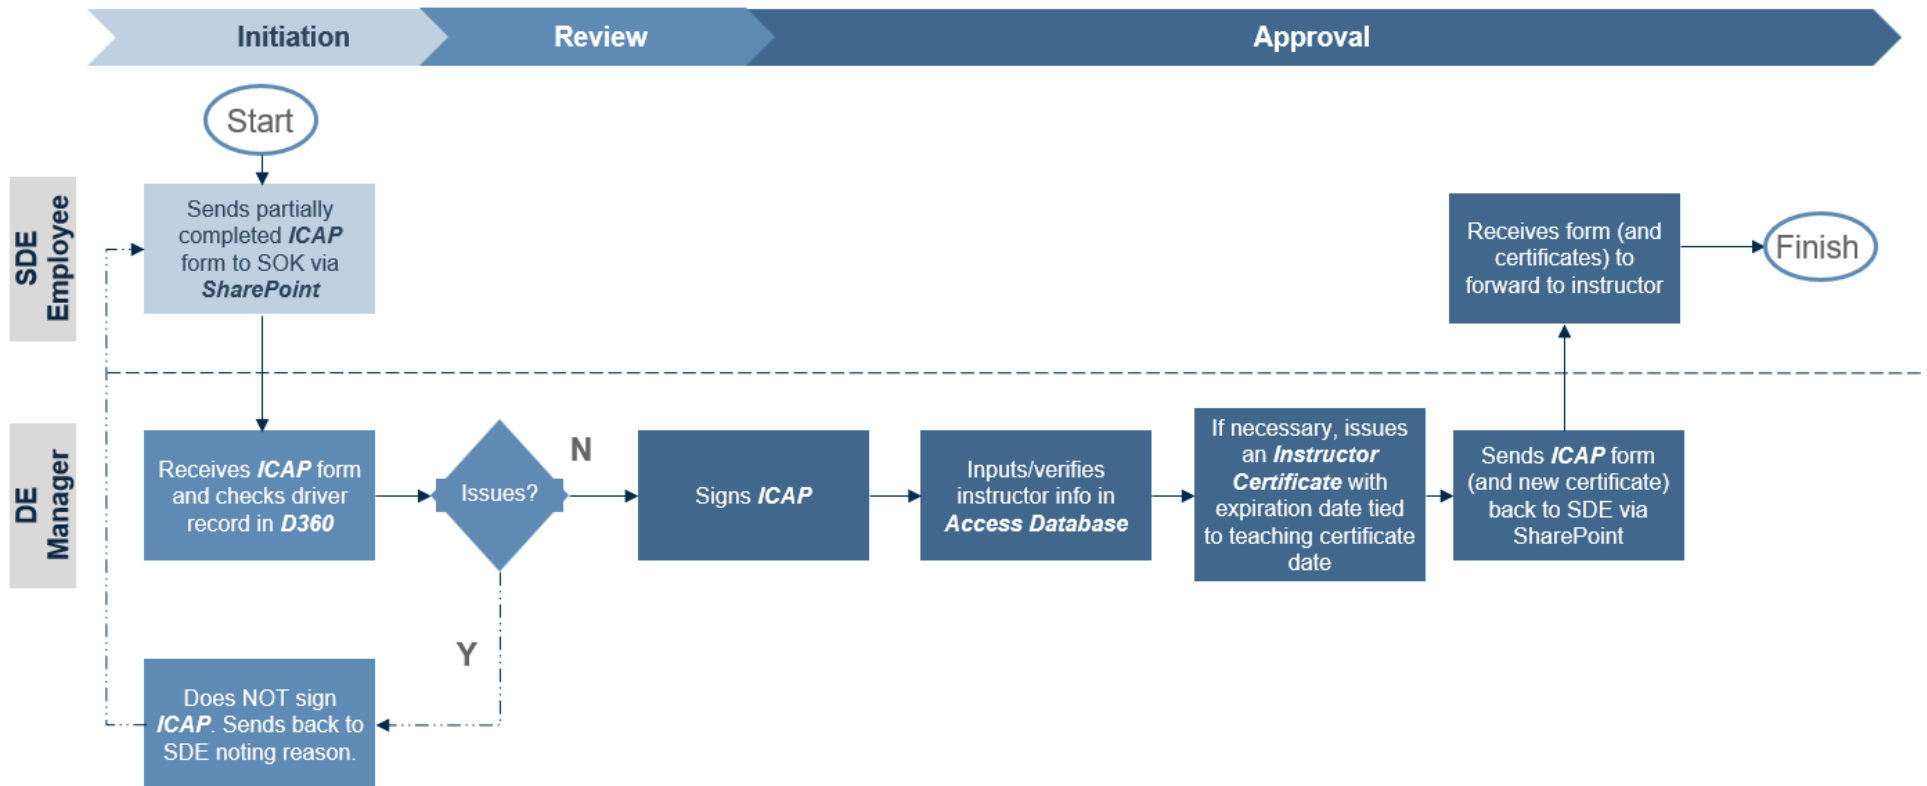 Initiation
Review
Approval
Start
SDE
Employee
Sends partially
completed ICAP
form to SOK via
SharePoint
Receives form (and
certificates) to
forward to instructor
Finish
DE
Manager
Receives ICAP form
and checks driver
record in D360
Issues?
N
Signs ICAP
Inputs/verifies
instructor info in
Access Database
If necessary, issues
an Instructor
Certificate with
expiration date tied
to teaching certificate
date
Sends ICAP form
(and new certificate)
back to SDE via
SharePoint
Y
Does NOT sign
ICAP. Sends back to
SDE noting reason.